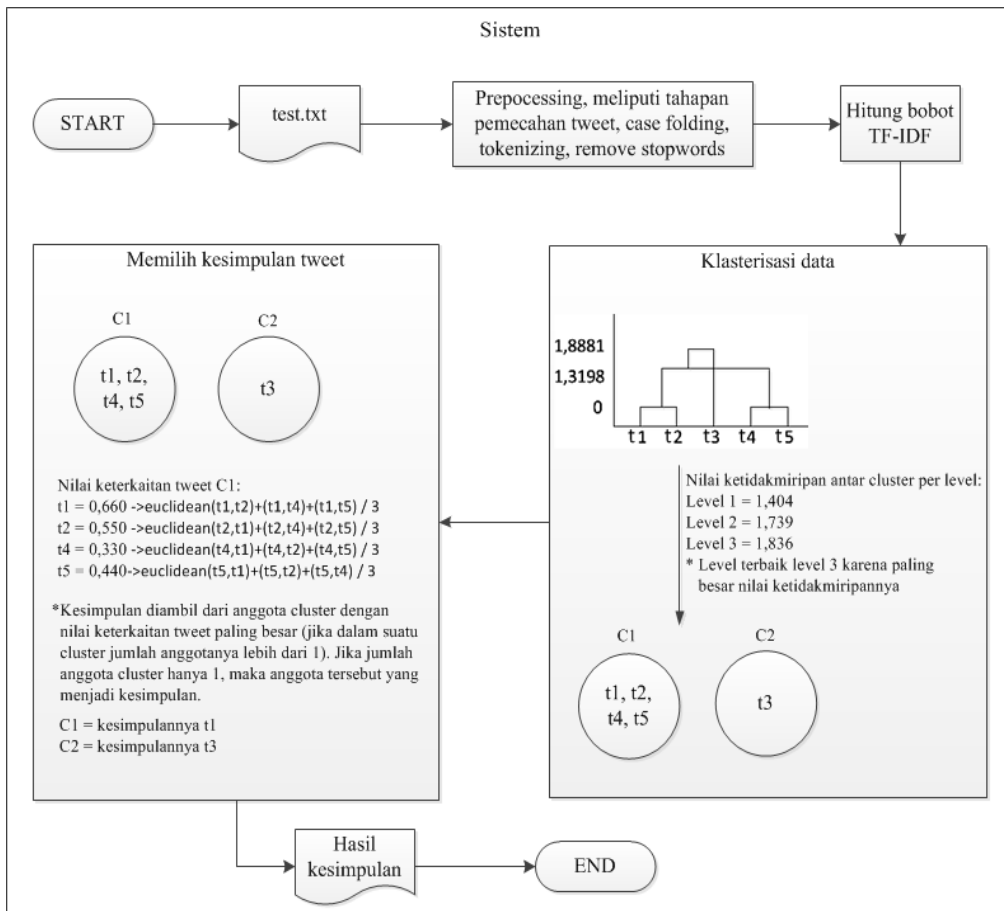 Sistem
START
test.txt
Prepocessing, meliputi tahapan
pemecahan tweet, case folding,
tokenizing, remove stopwords
Hitung bobot
TF-IDF
Klasterisasi data
1,8881
1,3198
0
t1 t2 t3 t4 t5
Nilai ketidakmiripan antar cluster per level:
Level 1 = 1,404
Level 2 = 1,739
Level 3 = 1,836
* Level terbaik level 3 karena paling
besar nilai ketidakmiripannya
C1
C2
t1, t2,
t4, t5
t3
Memilih kesimpulan tweet
C1
C2
t1, t2,
t4, t5
t3
Nilai keterkaitan tweet C1:
t1 = 0,660 ->euclidean(t1,t2)+(t1,t4)+(t1,t5) / 3
t2 = 0,550 ->euclidean(t2,t1)+(t2,t4)+(t2,t5) / 3
t4 = 0,330 ->euclidean(t4,t1)+(t4,t2)+(t4,t5) / 3
t5 = 0,440->euclidean(t5,t1)+(t5,t2)+(t5,t4) / 3
*Kesimpulan diambil dari anggota cluster dengan
nilai keterkaitan tweet paling besar (jika dalam suatu
cluster jumlah anggotanya lebih dari 1). Jika jumlah
anggota cluster hanya 1, maka anggota tersebut yang
menjadi kesimpulan.
C1 = kesimpulannya t1
C2 = kesimpulannya t3
Hasil
kesimpulan
END